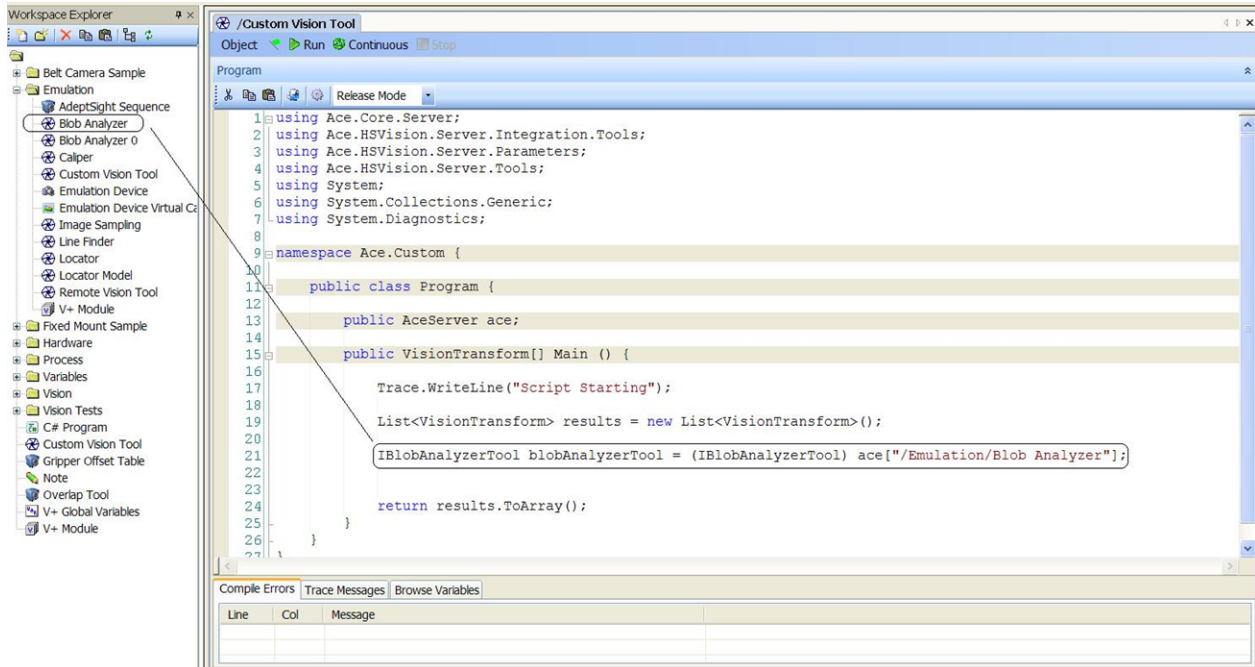 Workspace Explorer
Belt Camera Sample
Emulation
AdeptSight Sequence
Blob Analyzer
Blob Analyzer 0
Caliper
Custom Vision Tool
Emulation Device
Emulation Device Virtual Ca
Image Sampling
Line Finder
Locator
Locator Model
Remote Vision Tool
V+ Module
Fixed Mount Sample
Hardware
Process
Variables
Vision
Vision Tests
C# Program
Custom Vision Tool
Gripper Offset Table
Note
Overlap Tool
V+ Global Variables
V+ Module
/Custom Vision Tool
Object Run Continuous Stop
Program
Release Mode
1 using Ace.Core.Server;
2 using Ace.HSVision.Server.Integration.Tools;
3 using Ace.HSVision.Server.Parameters;
4 using Ace.HSVision.Server.Tools;
5 using System;
6 using System.Collections.Generic;
7 using System.Diagnostics;
8
9 namespace Ace.Custom {
10
11 public class Program {
12
13 public AceServer ace;
14
15 public VisionTransform[] Main () {
16
17 Trace.WriteLine("Script Starting");
18
19 List<VisionTransform> results = new List<VisionTransform>();
20
21 IBlobAnalyzerTool blobAnalyzerTool = (IBlobAnalyzerTool) ace["/Emulation/Blob Analyzer"];
22
23
24 return results.ToArray();
25 }
26 }
27 }
Compile Errors Trace Messages Browse Variables
Line Col Message